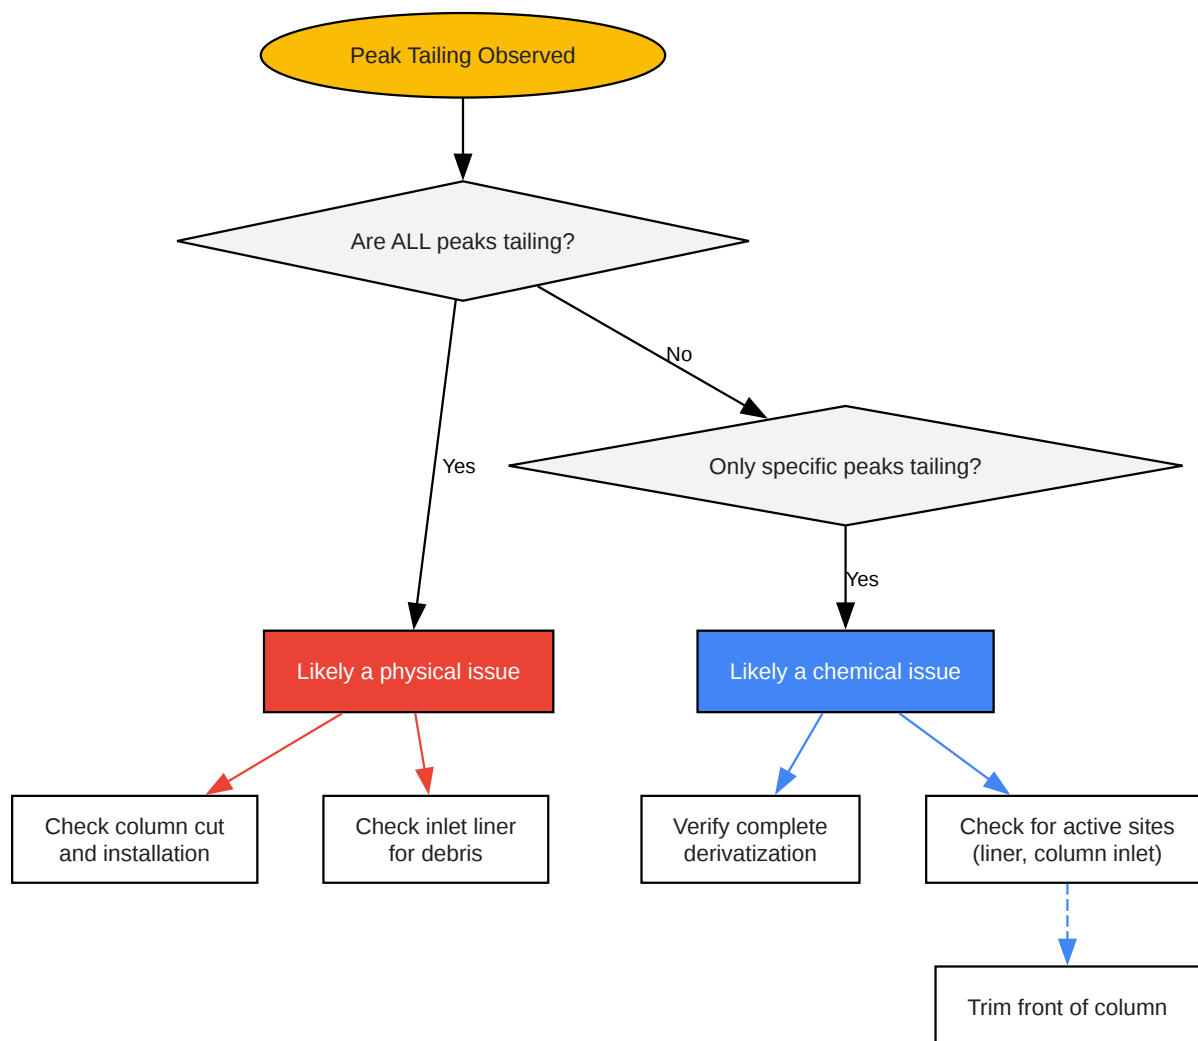 Peak Tailing Observed
Are ALL peaks tailing?
No
Yes
Only specific peaks tailing?
Yes
Likely a physical issue
Likely a chemical issue
Check column cut
and installation
Check inlet liner
for debris
Verify complete
derivatization
Check for active sites
(liner, column inlet)
Trim front of column